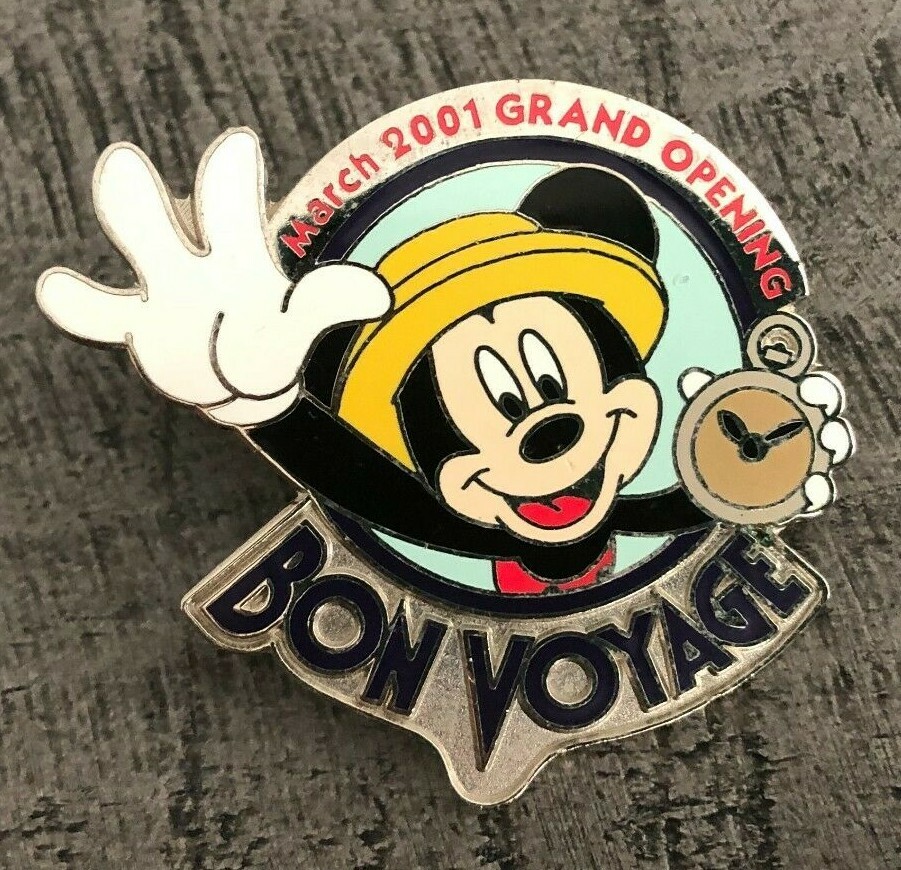 March 2001 GRAND OPENING
BON VOYAGE